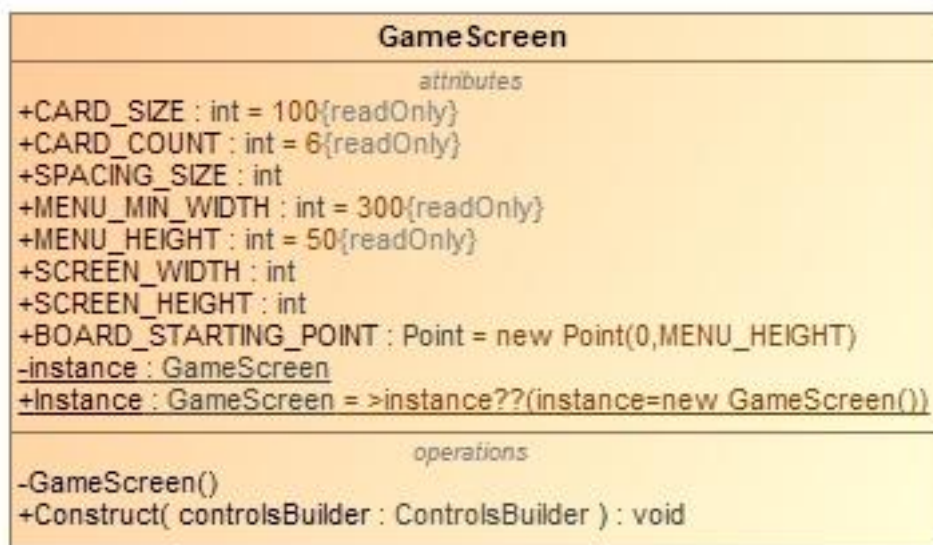 GameScreen
attributes
+CARD_SIZE : int = 100{readOnly}
+CARD_COUNT : int = 6{readOnly}
+SPACING_SIZE : int
+MENU_MIN_WIDTH : int = 300{readOnly}
+MENU_HEIGHT : int = 50{readOnly}
+SCREEN_WIDTH : int
+SCREEN_HEIGHT : int
+BOARD_STARTING_POINT : Point = new Point(0,MENU_HEIGHT)
-instance : GameScreen
+Instance : GameScreen = >instance??(instance=new GameScreen())
operations
-GameScreen()
+Construct( controlsBuilder : ControlsBuilder ) : void